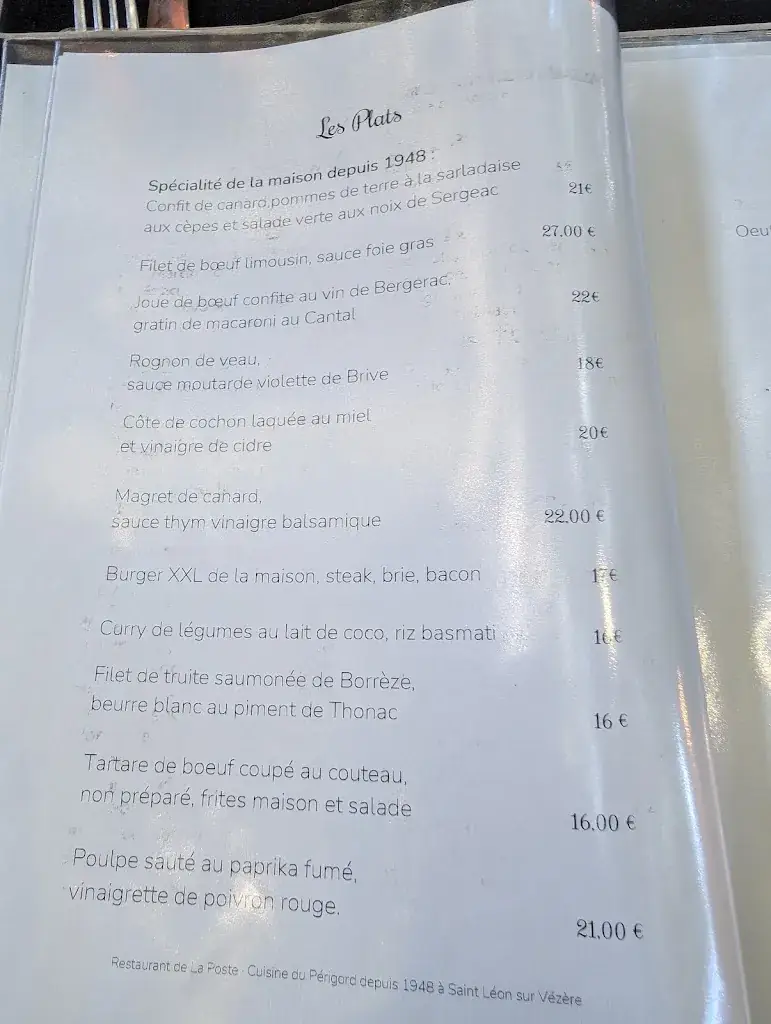 Les Plats
Spécialité de la maison depuis 1948 :
Confit de canard,pommes de terre à la sarladaise
aux cèpes et salade verte aux noix de Sergeac
21€
Filet de bœuf limousin, sauce foie gras
27.00 €
Joue de bœuf confite au vin de Bergerac,
gratin de macaroni au Cantal
22€
Rognon de veau,
sauce moutarde violette de Brive
18€
Côte de cochon laquée au miel
et vinaigre de cidre
20€
Magret de canard,
sauce thym vinaigre balsamique
22.00 €
Burger XXL de la maison, steak, brie, bacon
Curry de légumes au lait de coco, riz basmati
16€
Filet de truite saumonée de Borrèze,
beurre blanc au piment de Thonac
16 €
Tartare de boeuf coupé au couteau,
non préparé, frites maison et salade
16.00 €
Poulpe sauté au paprika fumé,
vinaigrette de poivron rouge.
21.00 €
Restaurant de La Poste - Cuisine du Périgord depuis 1948 à Saint Léon sur Vézère